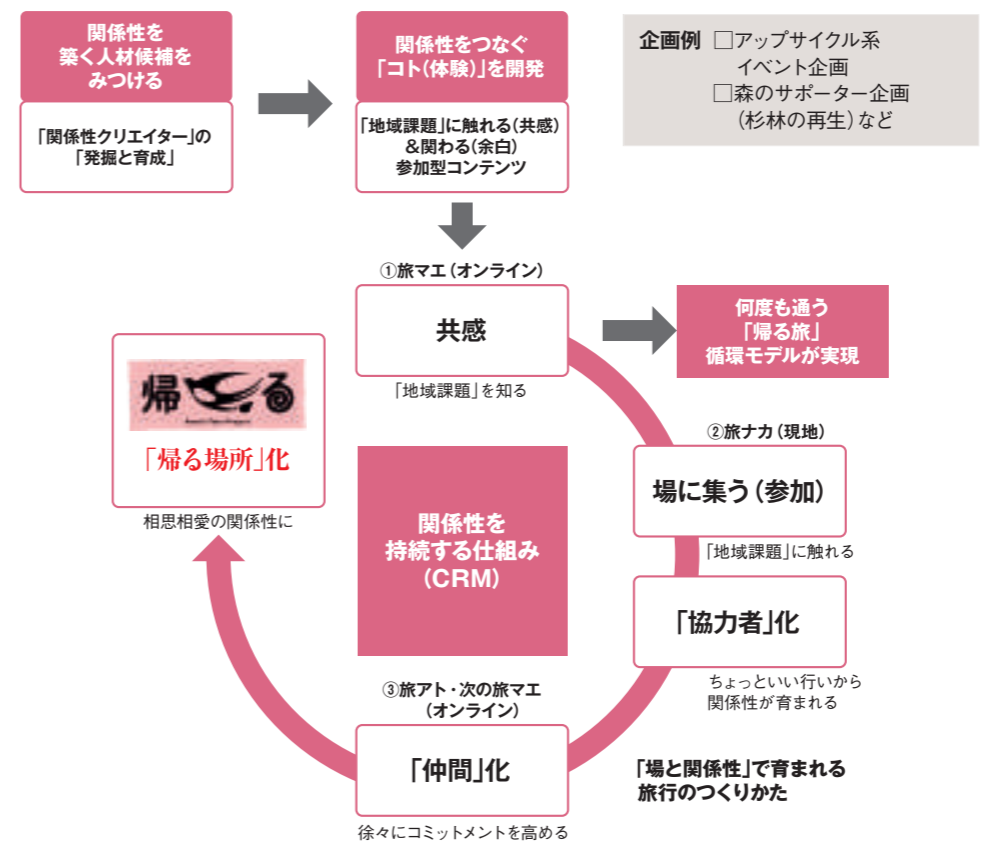 関係性を
築く人材候補を
みつける
「関係性クリエイター」の
「発掘と育成」
関係性をつなぐ
「コト(体験)」を開発
「地域課題」に触れる(共感)
&関わる(余白)
参加型コンテンツ
企画例 □アップサイクル系
イベント企画
□森のサポーター企画
(杉林の再生)など
①旅マエ(オンライン)
共感
「地域課題」を知る
何度も通う
「帰る旅」
循環モデルが実現
②旅ナカ(現地)
場に集う(参加)
「地域課題」に触れる
「協力者」化
ちょっといい行いから
関係性が育まれる
関係性を
持続する仕組み
(CRM)
③旅アト・次の旅マエ
(オンライン)
「仲間」化
徐々にコミットメントを高める
帰る
「帰る場所」化
相思相愛の関係性に
「場と関係性」で育まれる
旅行のつくりかた